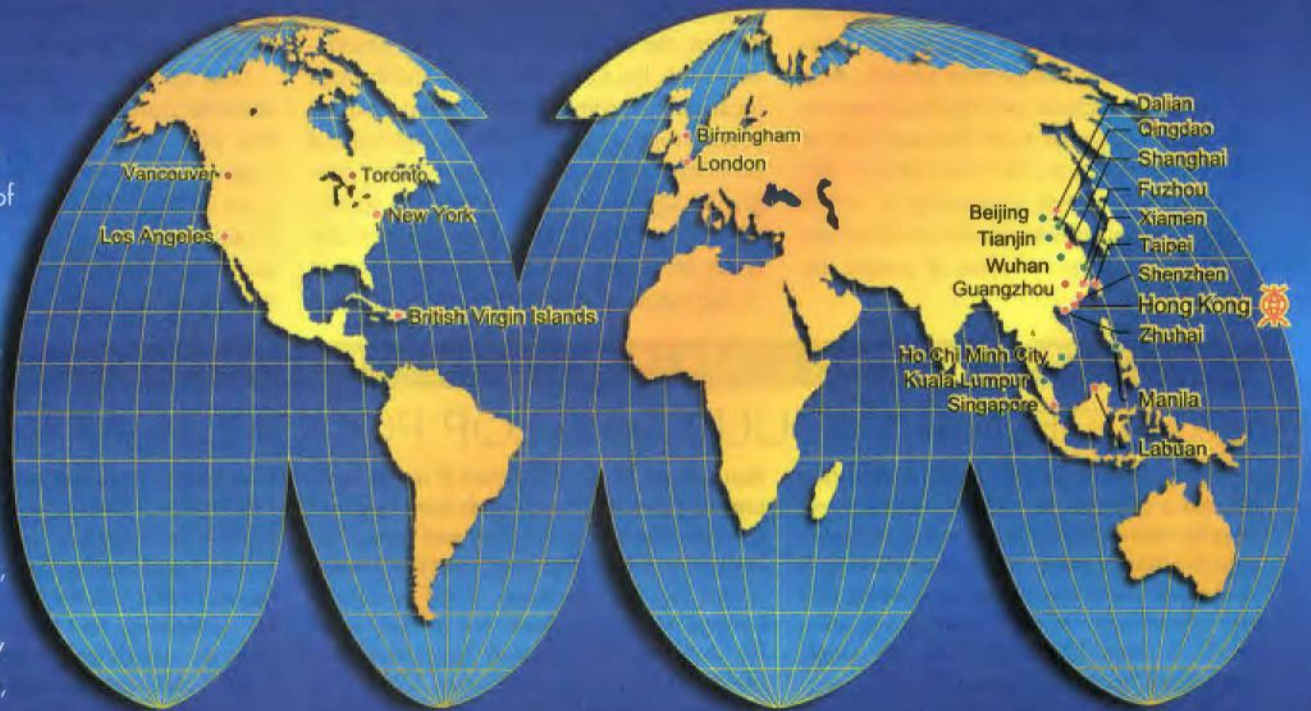 of
,
y
,
Vancouver
Toronto
New York
Los Angeles
British Virgin Islands
Birmingham
London
Beijing
Tianjin
Wuhan
Guangzhou
Ho Chi Minh City
Kuala Lumpur
Singapore
Dalian
Qingdao
Shanghai
Fuzhou
Xiamen
Taipei
Shenzhen
Hong Kong
Zhuhai
Manila
Labuan